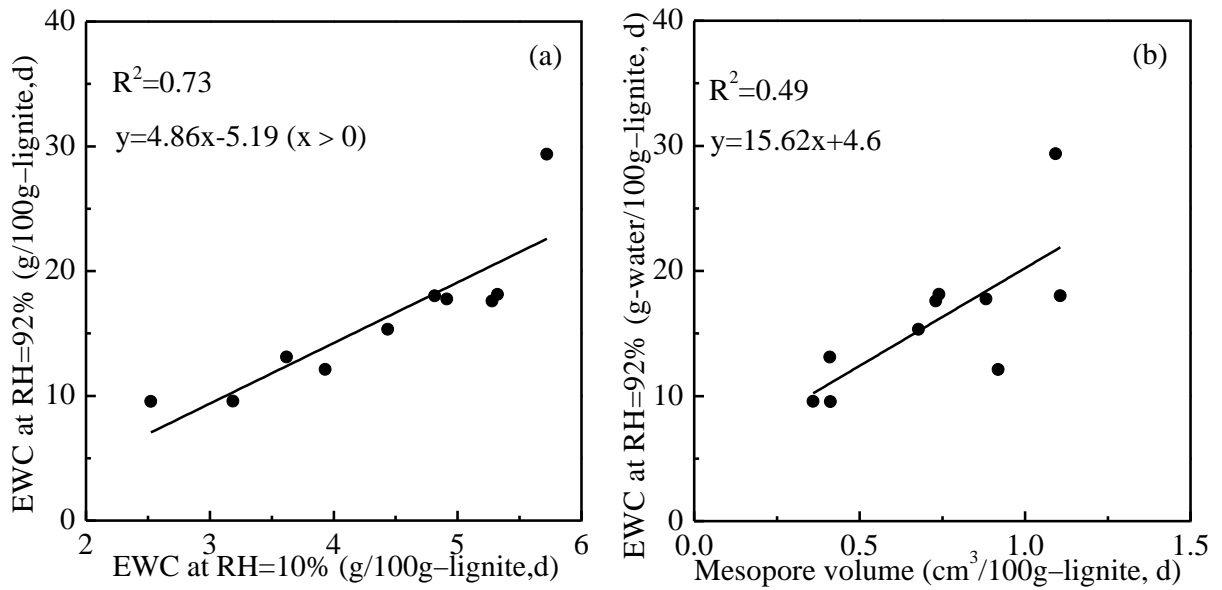 (a)
R²=0.73
y=4.86x-5.19 (x > 0)
EWC at RH=92% (g/100g–lignite,d)
40
30
20
10
0
2
3
4
5
6
EWC at RH=10% (g/100g–lignite,d)
(b)
R²=0.49
y=15.62x+4.6
EWC at RH=92% (g-water/100g–lignite, d)
40
30
20
10
0
0.0
0.5
1.0
1.5
Mesopore volume (cm³/100g–lignite, d)